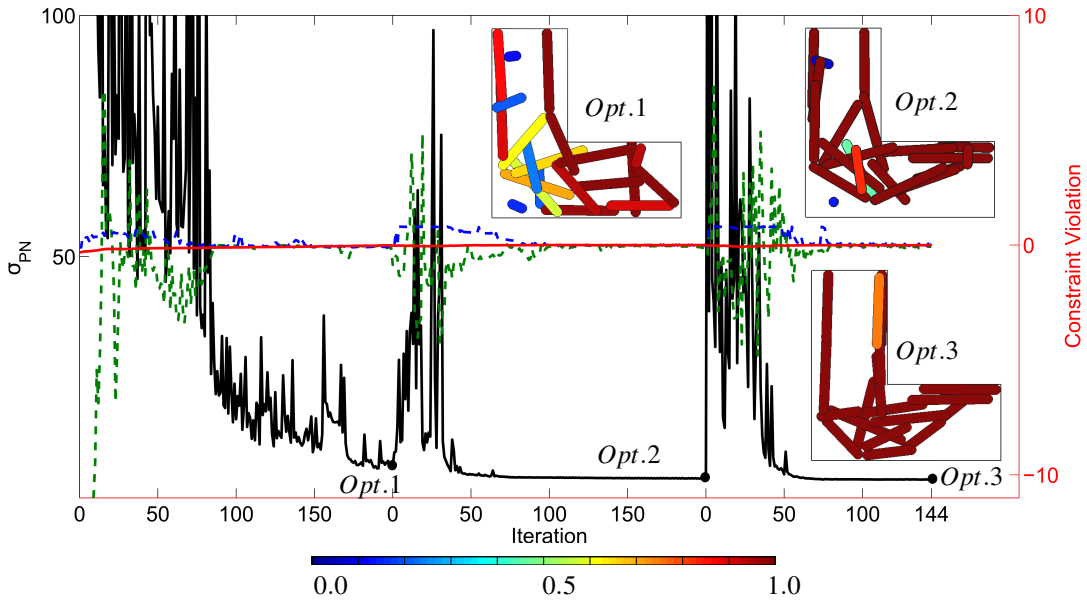 100
10
Opt.1
Opt.2
50
0
σPN
Constraint Violation
Opt.3
Opt.2
Opt.1
−10
Opt.3
0 50 100 150 0 50 100 150 0 50 100 144
Iteration
0.0 0.5 1.0